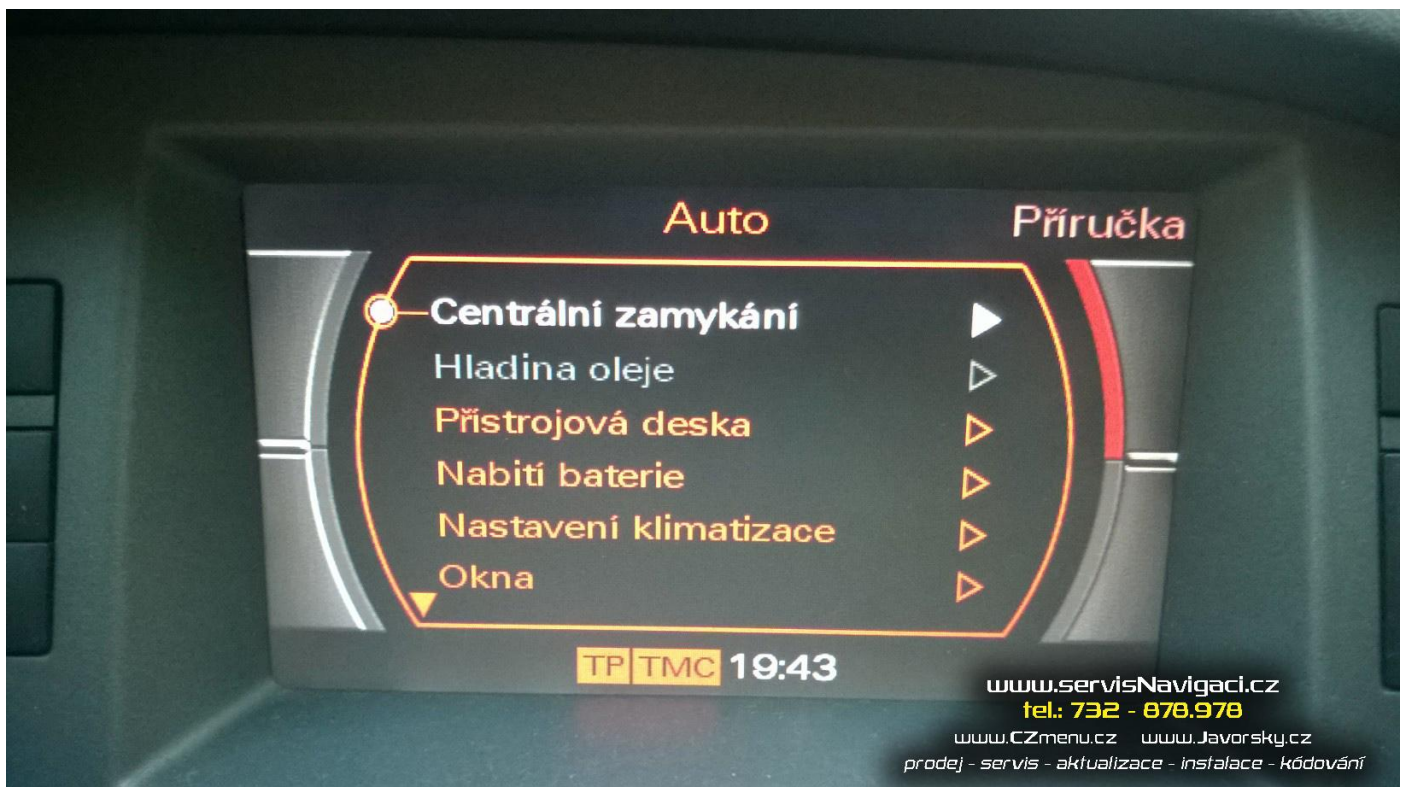 Auto Příručka
Centrální zamykání
Hladina oleje
Přístrojová deska
Nabití baterie
Nastavení klimatizace
Okna
TP TMC 19:43
www.servisNavigaci.cz
tel.: 732 - 878.978
www.CZmenu.cz www.Javorsky.cz
prodej - servis - aktualizace - instalace - kódování